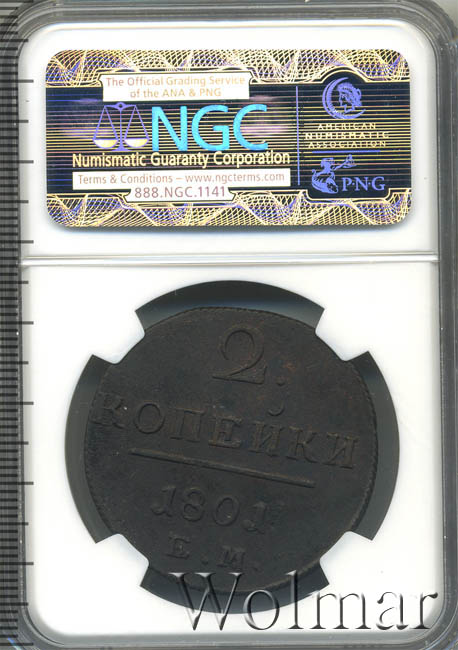 The Official Grading Service
of the ANA & PNG
NGC
Numismatic Guaranty Corporation
Terms & Conditions – www.ngcterms.com
888.NGC.1141
AMERICAN
NUMISMATIC
ASSOCIATION
PNG
2.
КОПЕЙКИ
1801
Е.М.
Wolmar